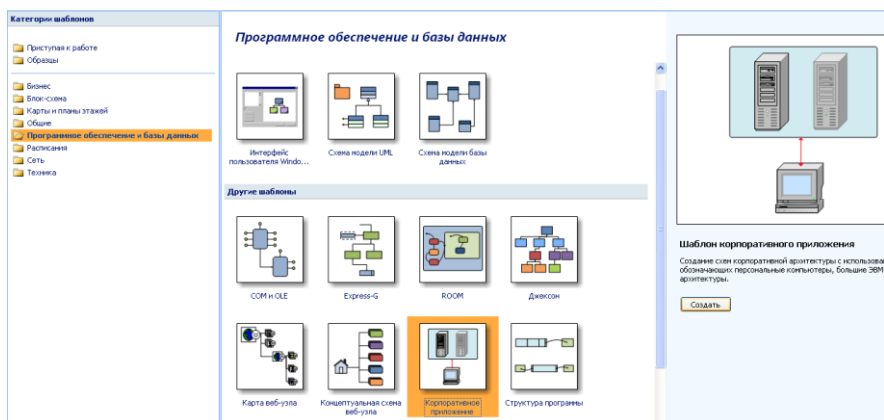 Категории шаблонов
Приступая к работе
Образцы
Бизнес
Блок-схема
Карты и планы этажей
Общие
Программное обеспечение и базы данных
Расписания
Сеть
Техника
Программное обеспечение и базы данных
Интерфейс
пользователя Windo...
Схема модели UML
Схема модели базы
данных
Другие шаблоны
COM и OLE
Express-G
ROOM
Джексон
Карта веб-узла
Концептуальная схема
веб-узла
Корпоративное
приложение
Структура программы
Шаблон корпоративного приложения
Создание схем корпоративной архитектуры с использова
обозначающих персональные компьютеры, большие ЭВМ
архитектуры.
Создать